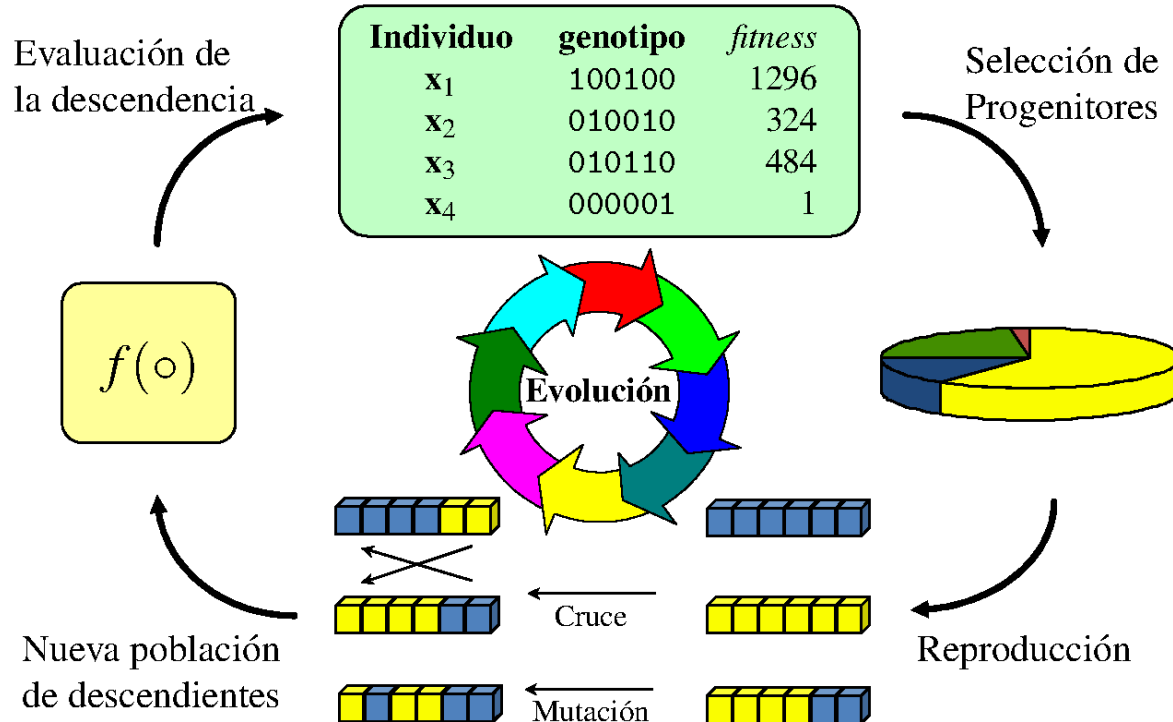 Evaluación de
la descendencia
Individuo genotipo fitness
x1 100100 1296
x2 010010 324
x3 010110 484
x4 000001 1
Selección de
Progenitores
f(∘)
Evolución
Cruce
Reproducción
Nueva población
de descendientes
Mutación